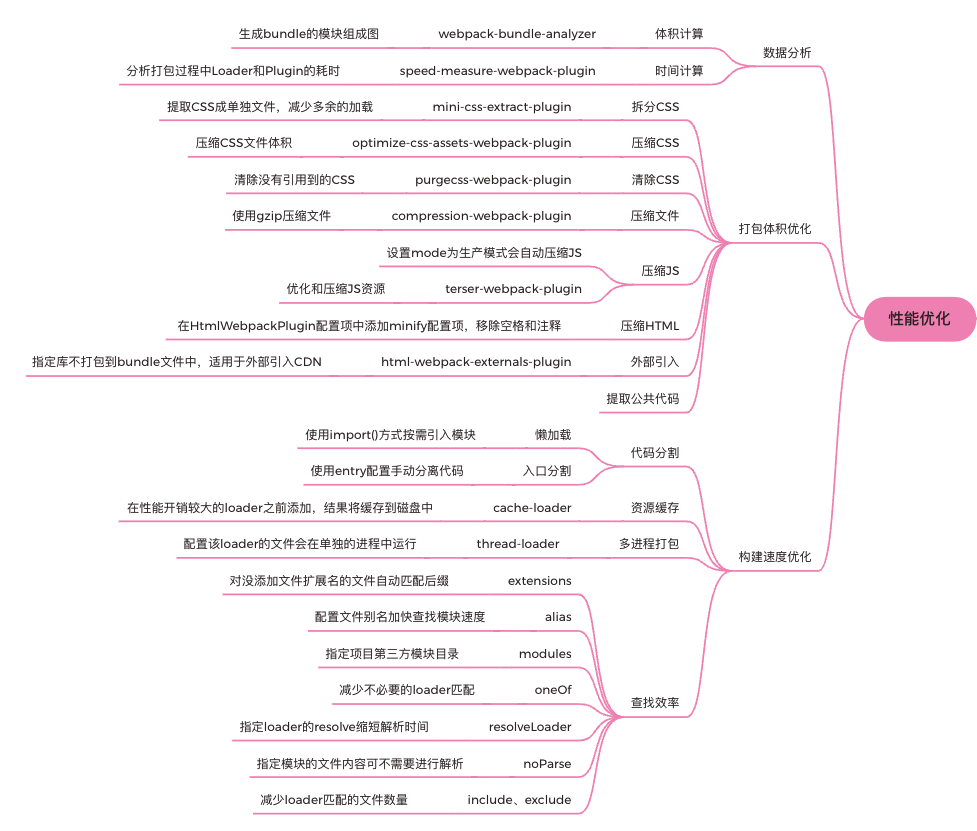 生成bundle的模块组成图 webpack-bundle-analyzer 体积计算
数据分析
分析打包过程中Loader和Plugin的耗时 speed-measure-webpack-plugin 时间计算
提取CSS成单独文件，减少多余的加载 mini-css-extract-plugin 拆分CSS
压缩CSS文件体积 optimize-css-assets-webpack-plugin 压缩CSS
清除没有引用到的CSS purgecss-webpack-plugin 清除CSS
使用gzip压缩文件 compression-webpack-plugin 压缩文件
打包体积优化
设置mode为生产模式会自动压缩JS
压缩JS
优化和压缩JS资源 terser-webpack-plugin
性能优化
在HtmlWebpackPlugin配置项中添加minify配置项，移除空格和注释 压缩HTML
指定库不打包到bundle文件中，适用于外部引入CDN html-webpack-externals-plugin 外部引入
提取公共代码
使用import()方式按需引入模块 懒加载
代码分割
使用entry配置手动分离代码 入口分割
在性能开销较大的loader之前添加，结果将缓存到磁盘中 cache-loader 资源缓存
配置该loader的文件会在单独的进程中运行 thread-loader 多进程打包
构建速度优化
对没添加文件扩展名的文件自动匹配后缀 extensions
配置文件别名加快查找模块速度 alias
指定项目第三方模块目录 modules
减少不必要的loader匹配 oneOf
查找效率
指定loader的resolve缩短解析时间 resolveLoader
指定模块的文件内容可不需要进行解析 noParse
减少loader匹配的文件数量 include、exclude